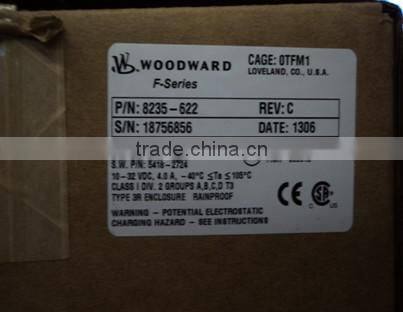 WOODWARD
F-Series
CAGE: 0TFM1
LOVELAND, CO., U.S.A.
P/N: 8235-622 REV: C
S/N: 18756856 DATE: 1306
trade.china.cn
S.W. P/N: 5418-2724
10-32 VDC, 4.0 A, -40°C ≤Ta ≤105°C
CLASS I DIV. 2 GROUPS A,B,C,D T3
TYPE 3R ENCLOSURE RAINPROOF
CE
WARNING - POTENTIAL ELECTROSTATIC
CHARGING HAZARD - SEE INSTRUCTIONS